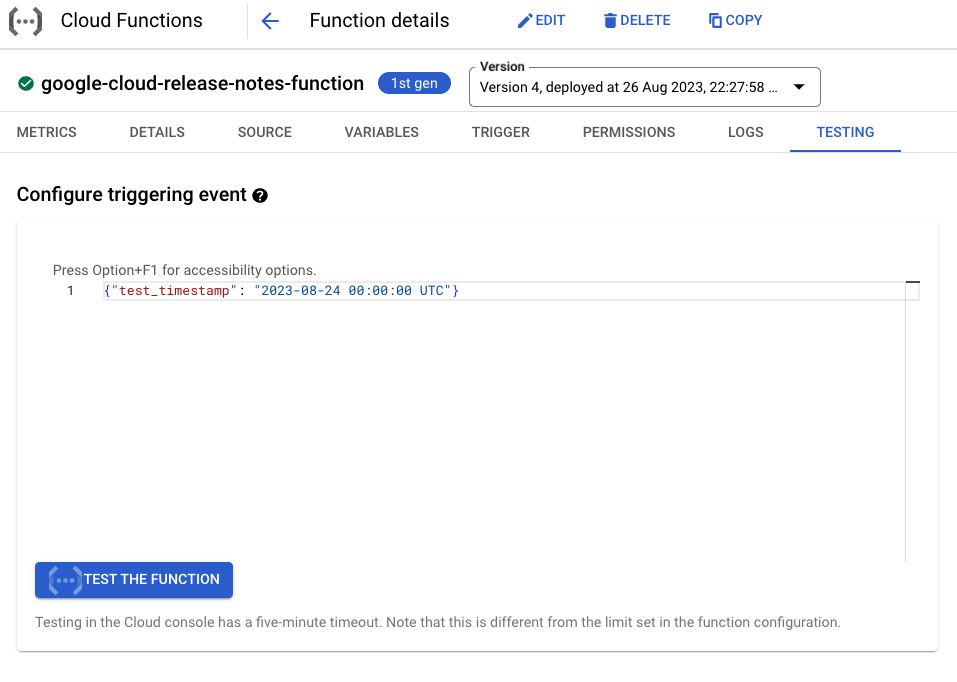 Cloud Functions Function details EDIT DELETE COPY
google-cloud-release-notes-function 1st gen
Version
Version 4, deployed at 26 Aug 2023, 22:27:58 ...
METRICS DETAILS SOURCE VARIABLES TRIGGER PERMISSIONS LOGS TESTING
Configure triggering event ?
Press Option+F1 for accessibility options.
1 {"test_timestamp": "2023-08-24 00:00:00 UTC"}
TEST THE FUNCTION
Testing in the Cloud console has a five-minute timeout. Note that this is different from the limit set in the function configuration.